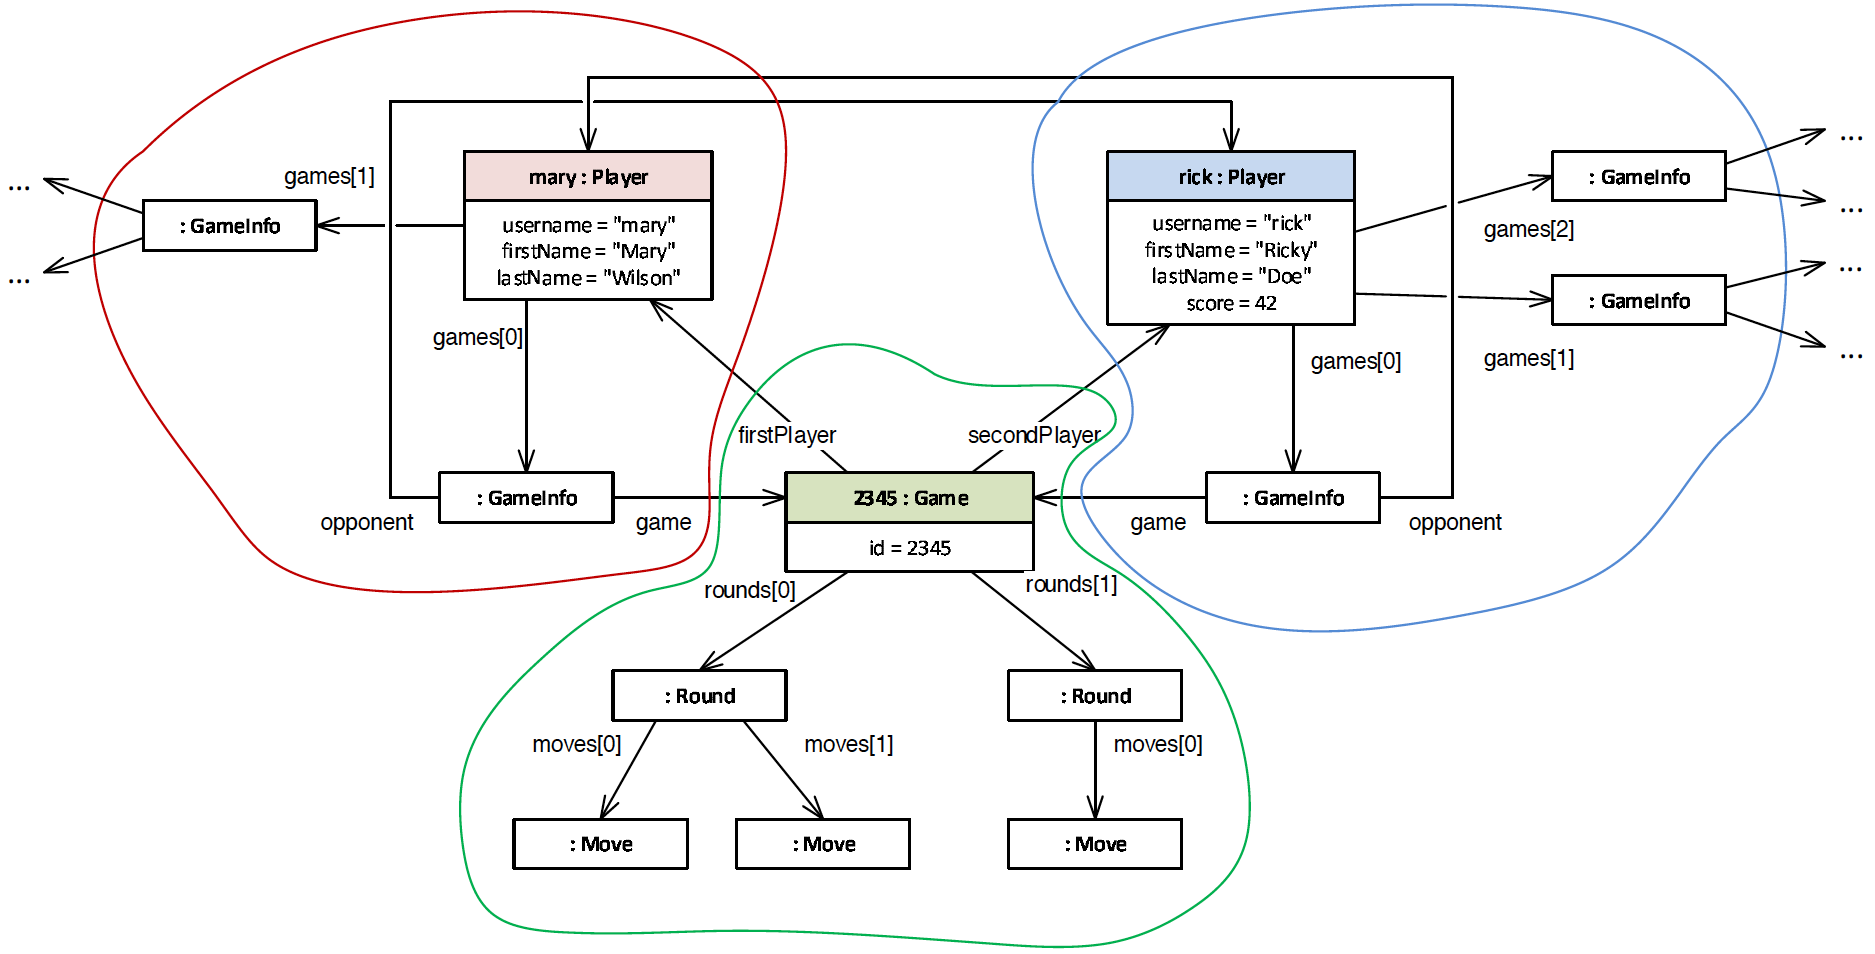 ...
...
games[1]
: GameInfo
mary : Player
username = "mary"
firstName = "Mary"
lastName = "Wilson"
games[0]
: GameInfo
opponent
game
firstPlayer
secondPlayer
2345 : Game
id = 2345
rick : Player
username = "rick"
firstName = "Ricky"
lastName = "Doe"
score = 42
games[2]
: GameInfo
...
...
games[1]
: GameInfo
...
...
games[0]
: GameInfo
game
opponent
rounds[0]
rounds[1]
: Round
: Round
moves[0]
moves[1]
moves[0]
: Move
: Move
: Move